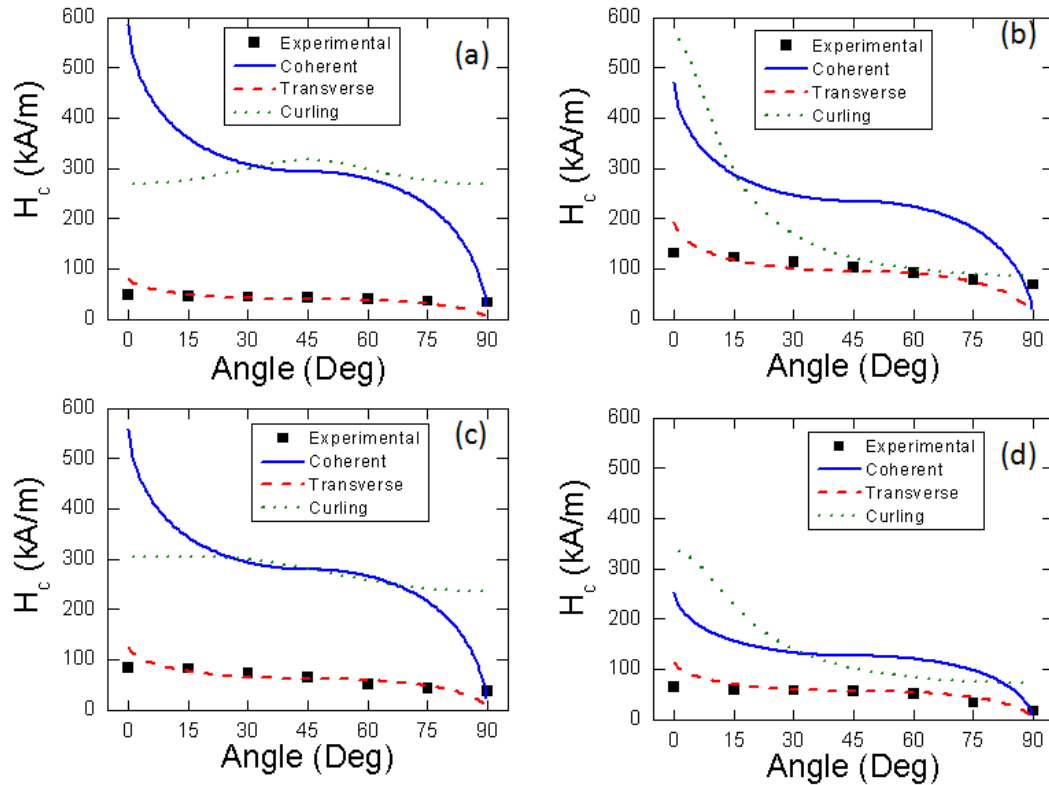 600
500
400
300
200
100
0
H_c (kA/m)
(a)
Experimental
Coherent
Transverse
Curling
0 15 30 45 60 75 90
Angle (Deg)
600
500
400
300
200
100
0
H_c (kA/m)
(b)
Experimental
Coherent
Transverse
Curling
0 15 30 45 60 75 90
Angle (Deg)
600
500
400
300
200
100
0
H_c (kA/m)
(c)
Experimental
Coherent
Transverse
Curling
0 15 30 45 60 75 90
Angle (Deg)
600
500
400
300
200
100
0
H_c (kA/m)
(d)
Experimental
Coherent
Transverse
Curling
0 15 30 45 60 75 90
Angle (Deg)